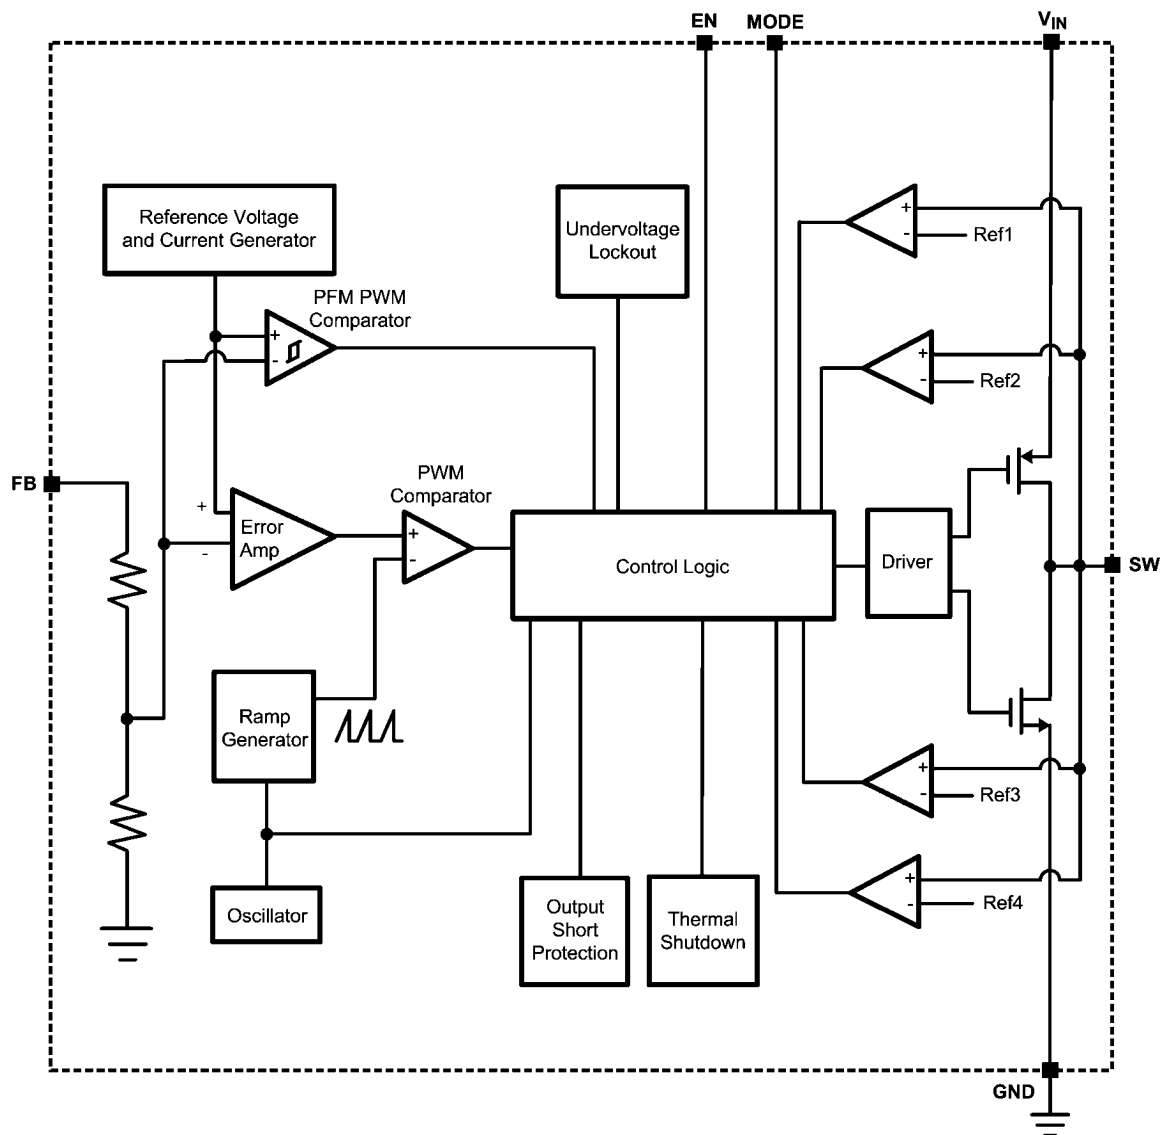 EN
MODE
VIN
Reference Voltage
and Current Generator
Undervoltage
Lockout
+
-
Ref1
PFM PWM
Comparator
+
-
+
-
Ref2
FB
PWM
Comparator
+
-
Error
Amp
+
-
Control Logic
Driver
SW
Ramp
Generator
+
-
Ref3
Oscillator
Output
Short
Protection
Thermal
Shutdown
+
-
Ref4
GND